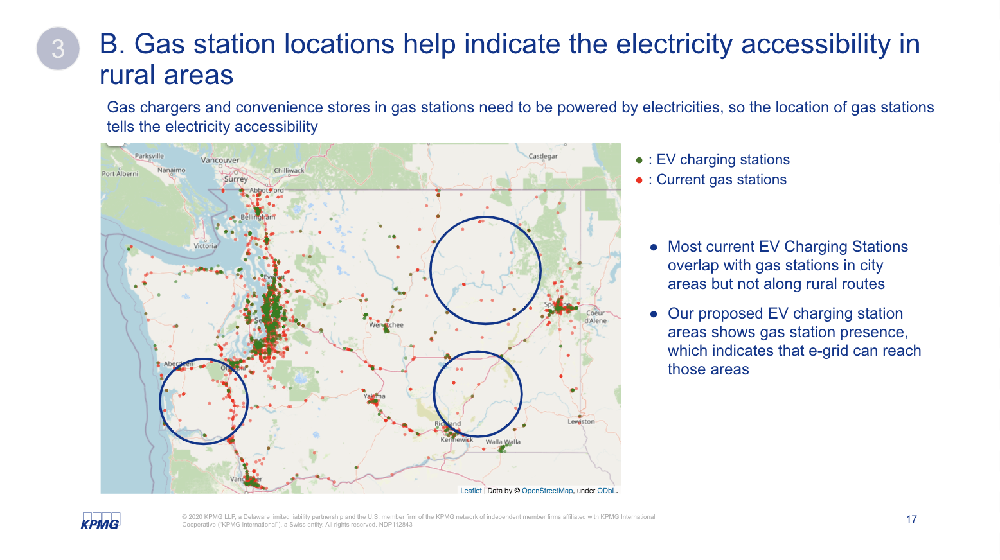 3
B. Gas station locations help indicate the electricity accessibility in
rural areas
Gas chargers and convenience stores in gas stations need to be powered by electricities, so the location of gas stations
tells the electricity accessibility
Parksville
Vancouver
Castlegar
Port Alberni
Nanaimo
Chilliwack
Surrey
Abbotsford
Bellingham
Victoria
Everett
Spokane
Coeur
d'Alene
Wenatchee
Aberdeen
Olympia
Yakima
Richland
Lewiston
Kennewick
Walla Walla
Vancouver
Leaflet | Data by © OpenStreetMap, under ODbL.
: EV charging stations
: Current gas stations
● Most current EV Charging Stations
overlap with gas stations in city
areas but not along rural routes
● Our proposed EV charging station
areas shows gas station presence,
which indicates that e-grid can reach
those areas
KPMG
© 2020 KPMG LLP, a Delaware limited liability partnership and the U.S. member firm of the KPMG network of independent member firms affiliated with KPMG International
Cooperative (“KPMG International”), a Swiss entity. All rights reserved. NDP112843
17